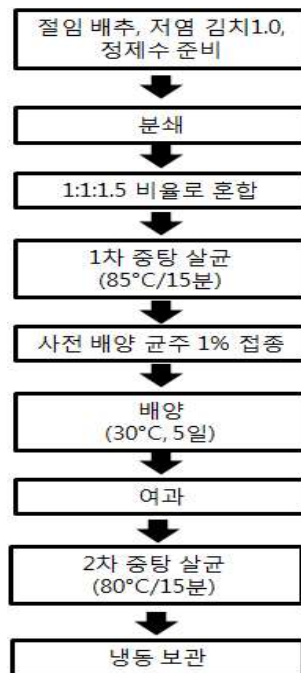 절임 배추, 저염 김치1.0,
정제수 준비
분쇄
1:1:1.5 비율로 혼합
1차 중탕 살균
(85°C/15분)
사전 배양 균주 1% 접종
배양
(30°C, 5일)
여과
2차 중탕 살균
(80°C/15분)
냉동 보관